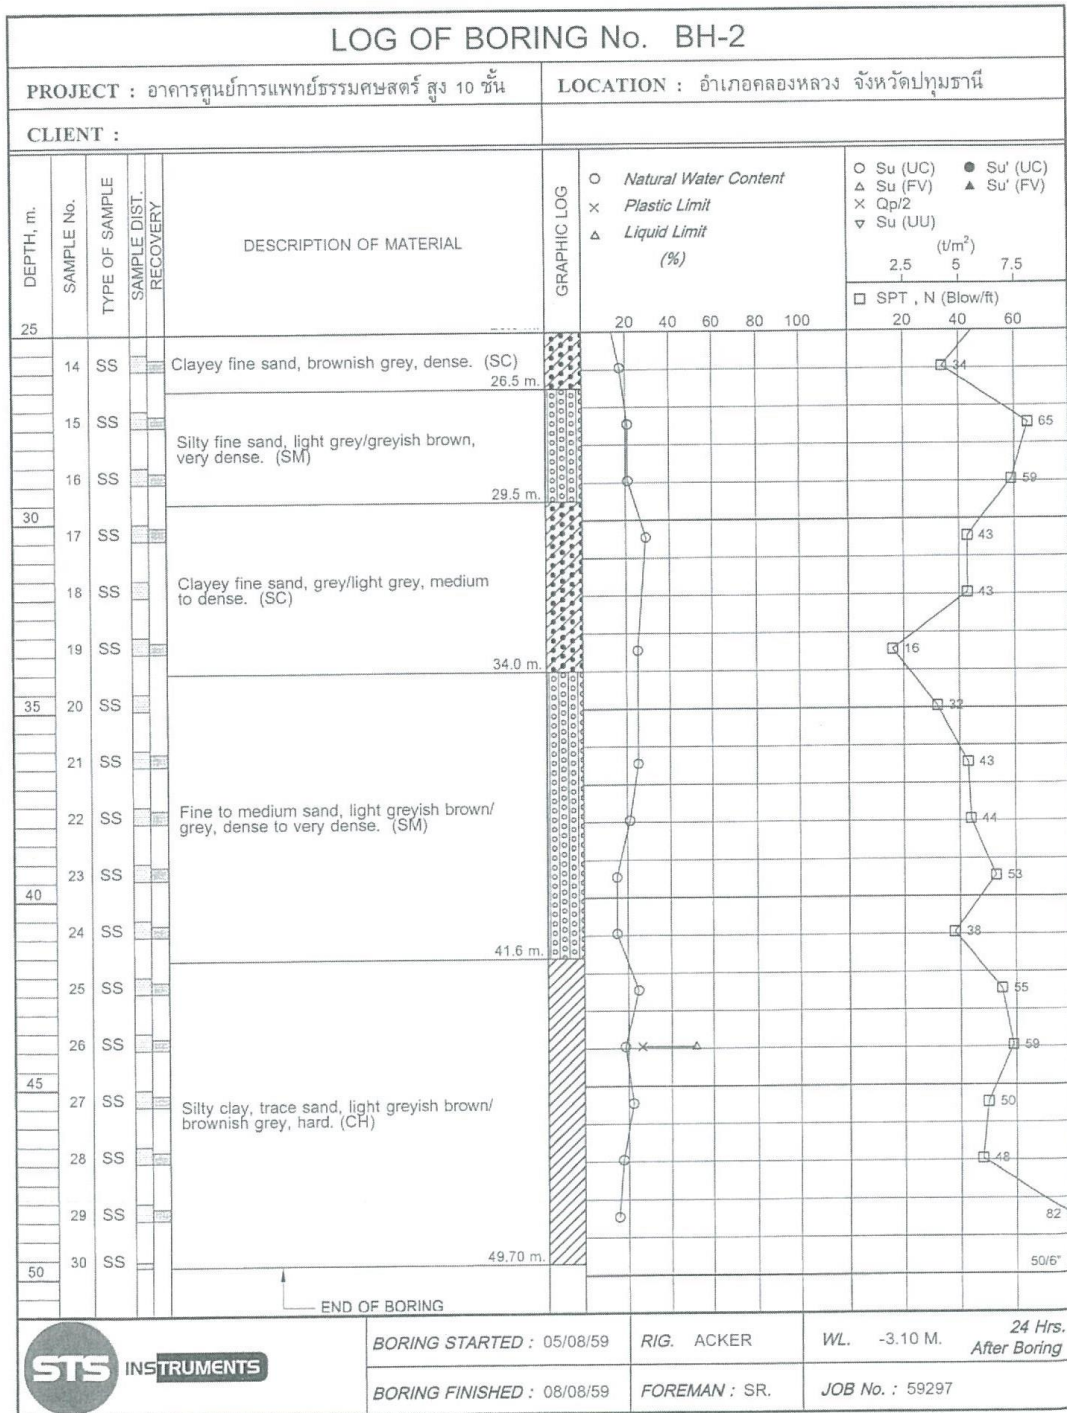 LOG OF BORING No. BH-2
PROJECT : อาคารศูนย์การแพทย์ธรรมศษสตร์ สูง 10 ชั้น
LOCATION : อำเภอคลองหลวง จังหวัดปทุมธานี
CLIENT :
DEPTH, m.
SAMPLE No.
TYPE OF SAMPLE
SAMPLE DIST.
RECOVERY
DESCRIPTION OF MATERIAL
GRAPHIC LOG
Natural Water Content
Plastic Limit
Liquid Limit
(%)
Su (UC) Su' (UC)
Su (FV) Su' (FV)
Qp/2
Su (UU)
(t/m²)
2.5 5 7.5
SPT , N (Blow/ft)
25
20 40 60 80 100
20 40 60
14 SS Clayey fine sand, brownish grey, dense. (SC) 34
26.5 m.
15 SS 65
Silty fine sand, light grey/greyish brown,
very dense. (SM)
16 SS 59
29.5 m.
30
17 SS 43
Clayey fine sand, grey/light grey, medium
to dense. (SC)
18 SS 43
19 SS 16
34.0 m.
35 20 SS 32
21 SS 43
Fine to medium sand, light greyish brown/
grey, dense to very dense. (SM)
22 SS 44
23 SS 53
40
24 SS 38
41.6 m.
25 SS 55
26 SS 59
45
27 SS 50
Silty clay, trace sand, light greyish brown/
brownish grey, hard. (CH)
28 SS 48
29 SS 82
49.70 m.
30 SS 50/6"
50
END OF BORING
STS INSTRUMENTS
BORING STARTED : 05/08/59
RIG. ACKER
WL. -3.10 M.
24 Hrs.
After Boring
BORING FINISHED : 08/08/59
FOREMAN : SR.
JOB No. : 59297